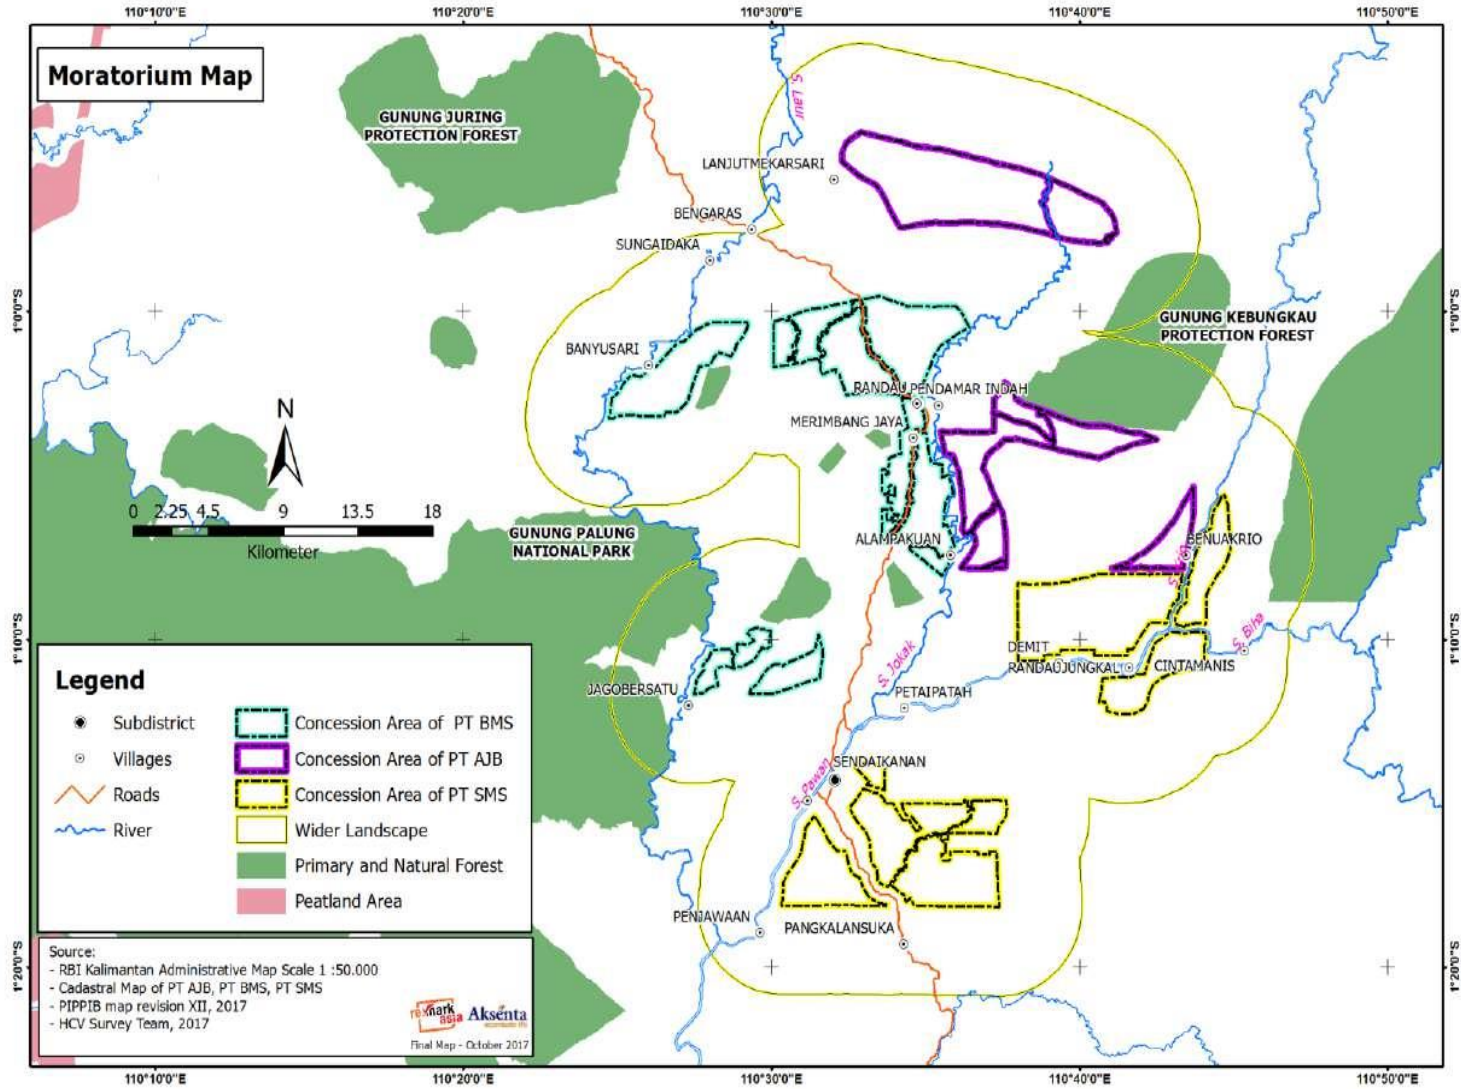 110°10'0"E 110°20'0"E 110°30'0"E 110°40'0"E 110°50'0"E
Moratorium Map
GUNUNG JURING
PROTECTION FOREST
S. Laur
LANJUTMEKARSARI
BENGARAS
SUNGAIDAKA
1°0'0"S
1°0'0"S
GUNUNG KEBUNGKAU
PROTECTION FOREST
BANYUSARI
RANDAU
PENDAMAR INDAH
MERIMBANG JAYA
N
0 2.25 4.5 9 13.5 18
Kilometer
GUNUNG PALUNG
NATIONAL PARK
ALAMPAKUAN
BENUAKRIO
1°10'0"S
1°10'0"S
S. Biha
DEMIT
RANDAUJUNGKAL
CINTAMANIS
S. Jokak
JAGOBERSATU
PETAIPATAH
SENDAIKANAN
S. Pawan
PENJAWAAN
PANGKALANSUKA
1°20'0"S
1°20'0"S
Legend
Subdistrict
Villages
Roads
River
Concession Area of PT BMS
Concession Area of PT AJB
Concession Area of PT SMS
Wider Landscape
Primary and Natural Forest
Peatland Area
Source:
- RBI Kalimantan Administrative Map Scale 1 :50.000
- Cadastral Map of PT AJB, PT BMS, PT SMS
- PIPPIB map revision XII, 2017
- HCV Survey Team, 2017
remark
asia
Aksenta
Final Map - October 2017
110°10'0"E 110°20'0"E 110°30'0"E 110°40'0"E 110°50'0"E